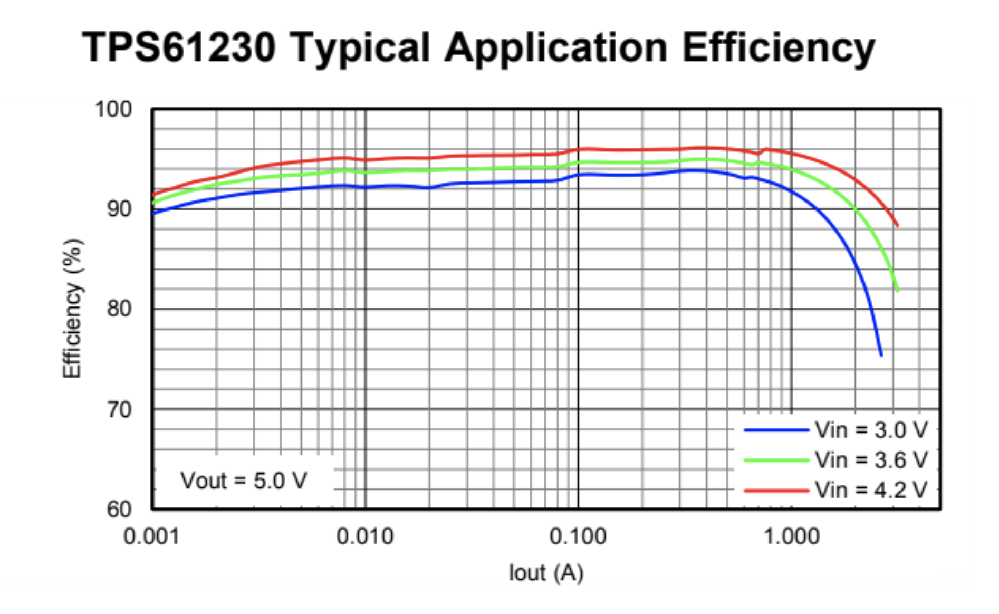 TPS61230 Typical Application Efficiency
100
90
80
70
60
Efficiency (%)
Vin = 3.0 V
Vin = 3.6 V
Vin = 4.2 V
Vout = 5.0 V
0.001 0.010 0.100 1.000
Iout (A)